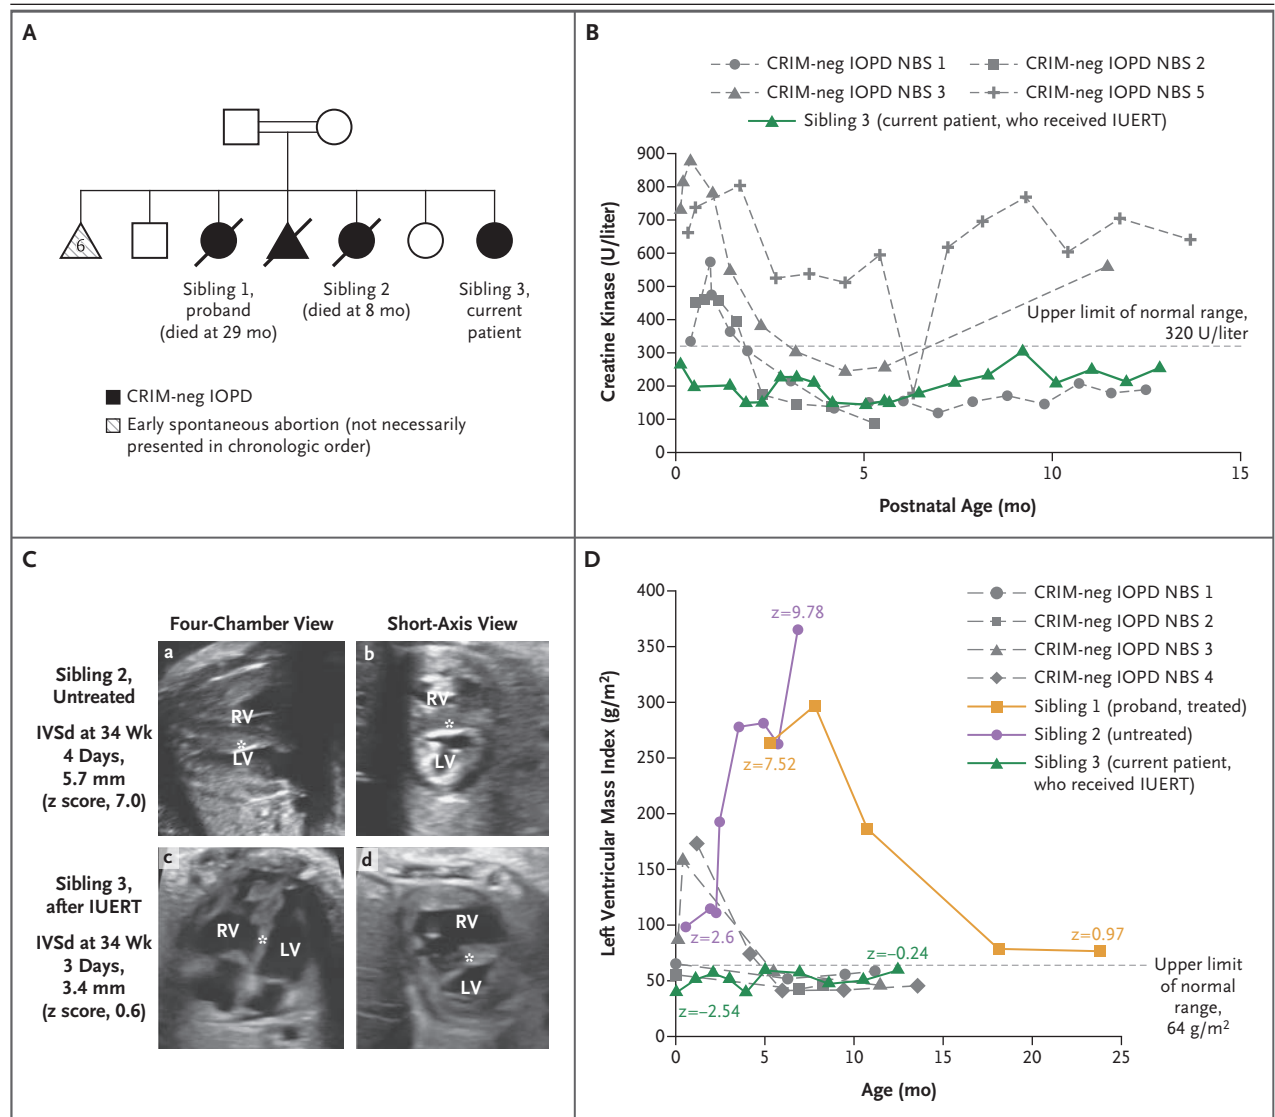 A
6
Sibling 1,
proband
(died at 29 mo)
Sibling 2
(died at 8 mo)
Sibling 3,
current
patient
CRIM-neg IOPD
Early spontaneous abortion (not necessarily
presented in chronologic order)
B
CRIM-neg IOPD NBS 1
CRIM-neg IOPD NBS 2
CRIM-neg IOPD NBS 3
CRIM-neg IOPD NBS 5
Sibling 3 (current patient, who received IUERT)
Creatine Kinase (U/liter)
900
800
700
600
500
400
300
200
100
0
Upper limit of normal range,
320 U/liter
0 5 10 15
Postnatal Age (mo)
C
Four-Chamber View
Short-Axis View
Sibling 2,
Untreated
IVSd at 34 Wk
4 Days,
5.7 mm
(z score, 7.0)
a
RV
*
LV
b
RV
*
LV
Sibling 3,
after IUERT
IVSd at 34 Wk
3 Days,
3.4 mm
(z score, 0.6)
c
RV
*
LV
d
RV
*
LV
D
CRIM-neg IOPD NBS 1
CRIM-neg IOPD NBS 2
CRIM-neg IOPD NBS 3
CRIM-neg IOPD NBS 4
Sibling 1 (proband, treated)
Sibling 2 (untreated)
Sibling 3 (current patient,
who received IUERT)
Left Ventricular Mass Index (g/m²)
400
350
300
250
200
150
100
50
0
z=9.78
z=7.52
z=2.6
z=0.97
z=–0.24
z=–2.54
Upper limit
of normal
range,
64 g/m²
0 5 10 15 20 25
Age (mo)